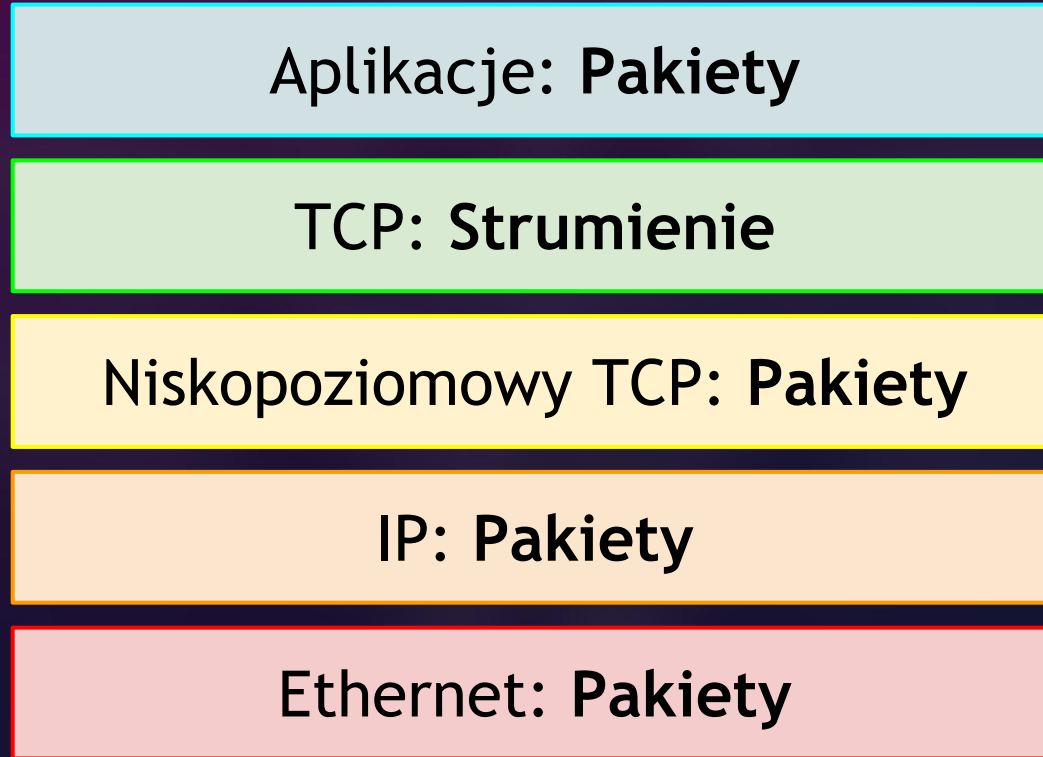 Aplikacje: Pakiety
TCP: Strumienie
Niskopoziomowy TCP: Pakiety
IP: Pakiety
Ethernet: Pakiety